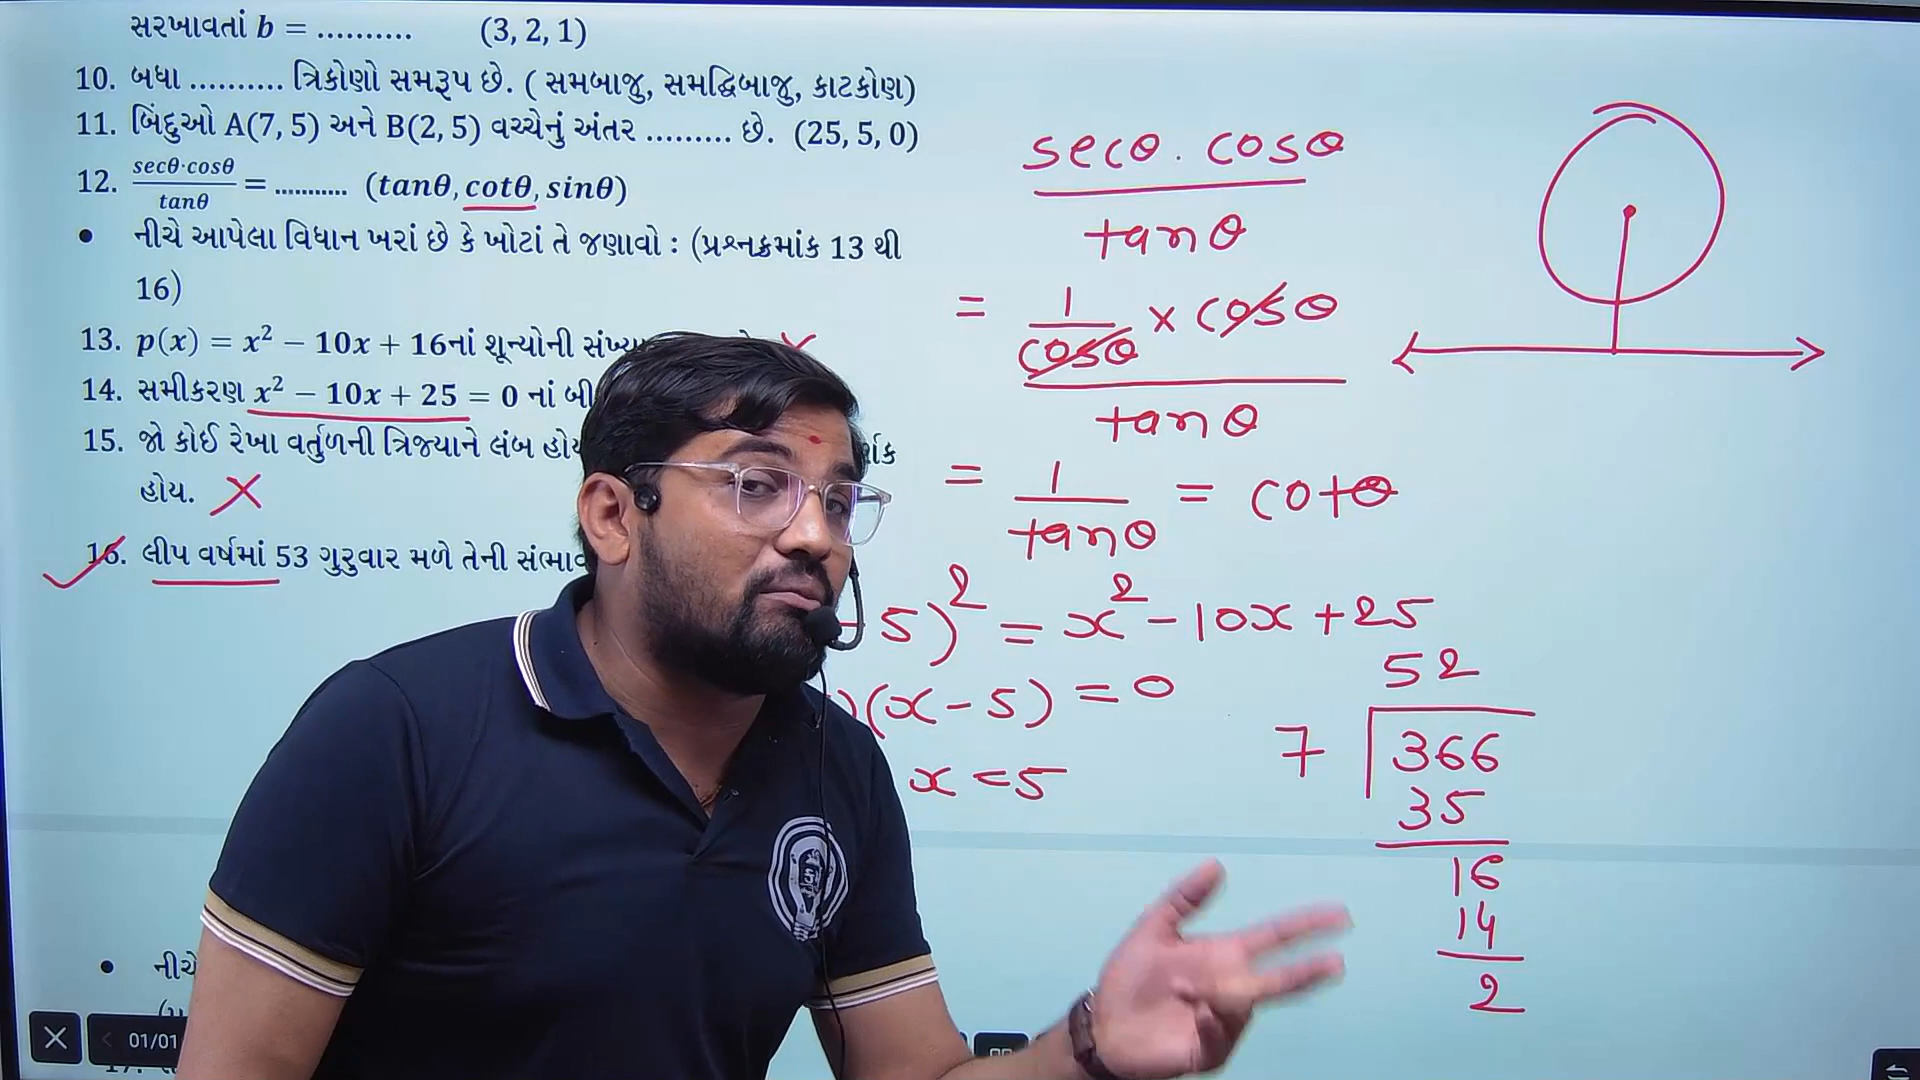 સરખાવતાં b = .......... (3, 2, 1)
10. બધા .......... ત્રિકોણો સમરૂપ છે. ( સમબાજુ, સમદ્વિબાજુ, કાટકોણ)
11. બિંદુઓ A(7, 5) અને B(2, 5) વચ્ચેનું અંતર ......... છે. (25, 5, 0)
12. secθ·cosθ/tanθ = ........... (tanθ, cotθ, sinθ)
• નીચે આપેલા વિધાન ખરાં છે કે ખોટાં તે જણાવો : (પ્રશ્નક્રમાંક 13 થી
16)
13. p(x) = x² − 10x + 16નાં શૂન્યોની
14. સમીકરણ x² − 10x + 25 = 0 નાં
15. જો કોઈ રેખા વર્તુળની ત્રિજ્યાને લંબ
હોય. ×
16. લીપ વર્ષમાં 53 ગુરુવાર મળે તેની
•
01/01
secθ . cosθ
tanθ
= 1/cosθ × cosθ
tanθ
= 1/tanθ = cotθ
5)² = x² − 10x + 25
(x − 5) = 0
x = 5
52
7 366
35
16
14
2